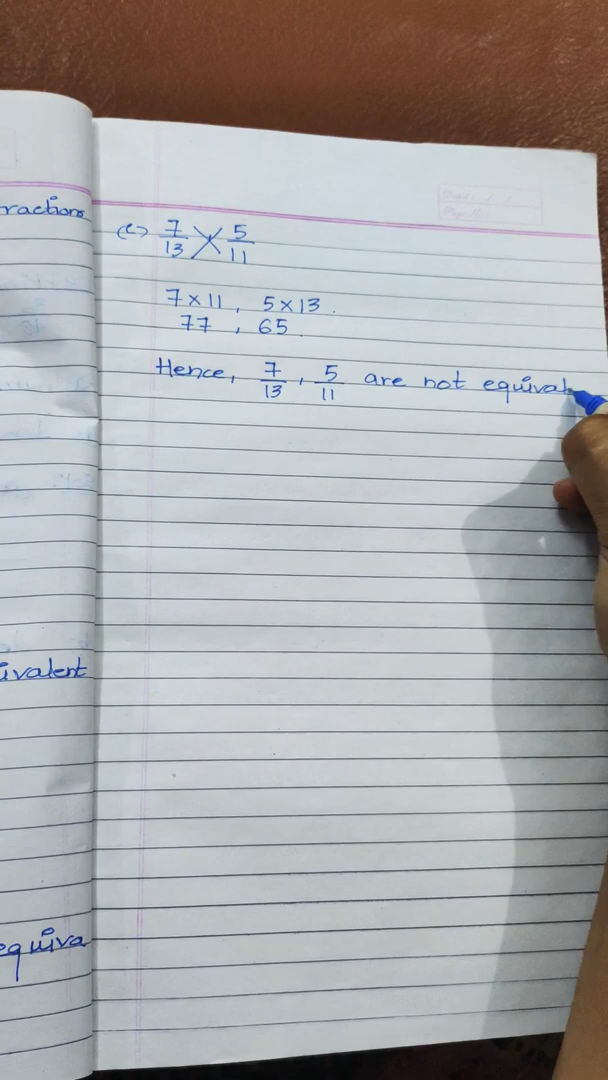 ractions
(c) 7/13 5/11
7×11, 5×13.
77, 65
Hence, 7/13, 5/11 are not equival
ivalent
equiva